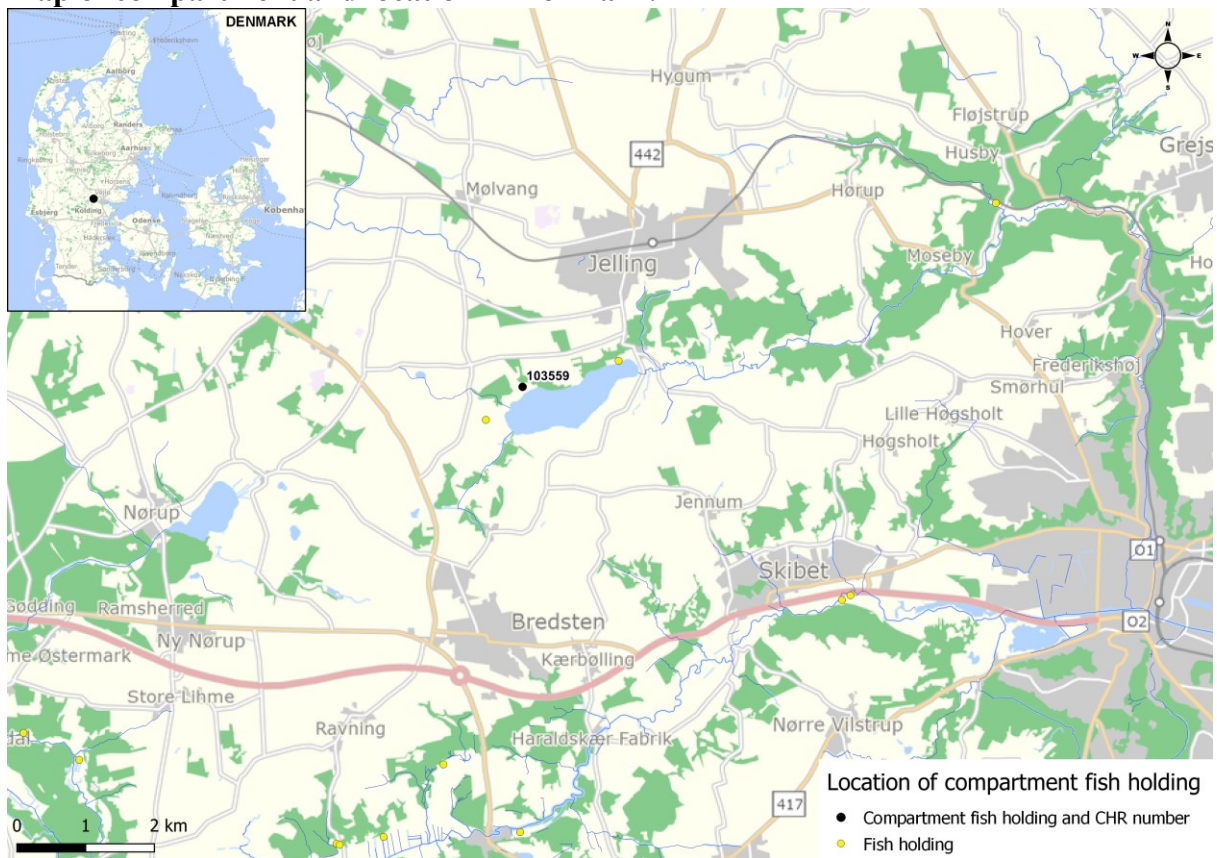 DENMARK
Aalborg
Randers
Aarhus
Esbjerg
Kolding
Odense
N
W
E
S
Hygum
Fløjstrup
Grejs
Husby
442
Mølvang
Hørup
Jelling
Moseby
Hover
Frederikshøj
Smørhul
103559
Lille Høgsholt
Høgsholt
Jennum
Nørup
O1
Skibet
Gødding
Ramsherred
Bredsten
O2
Ny Nørup
me Østermark
Kærbølling
Store Lihme
Ravning
Nørre Vilstrup
Haraldskær Fabrik
dal
417
Location of compartment fish holding
Compartment fish holding and CHR number
Fish holding
0 1 2 km